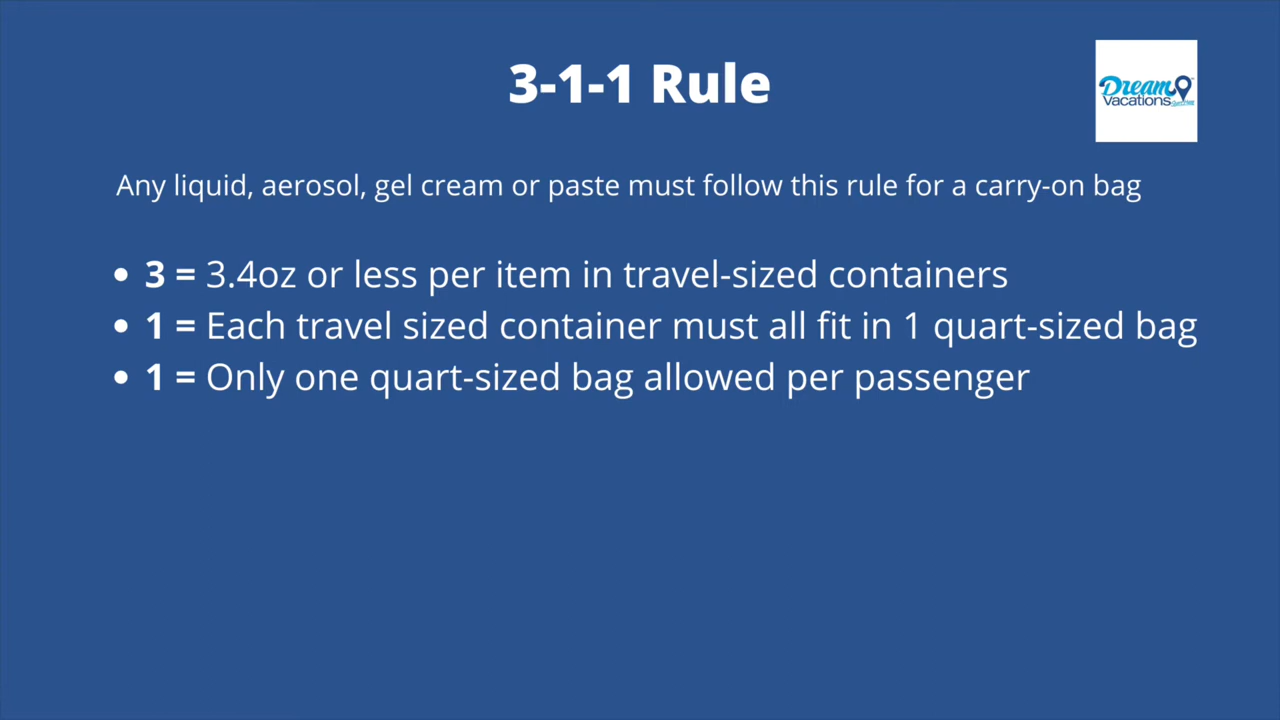 3-1-1 Rule
Dream
Vacations
Any liquid, aerosol, gel cream or paste must follow this rule for a carry-on bag
• 3 = 3.4oz or less per item in travel-sized containers
• 1 = Each travel sized container must all fit in 1 quart-sized bag
• 1 = Only one quart-sized bag allowed per passenger